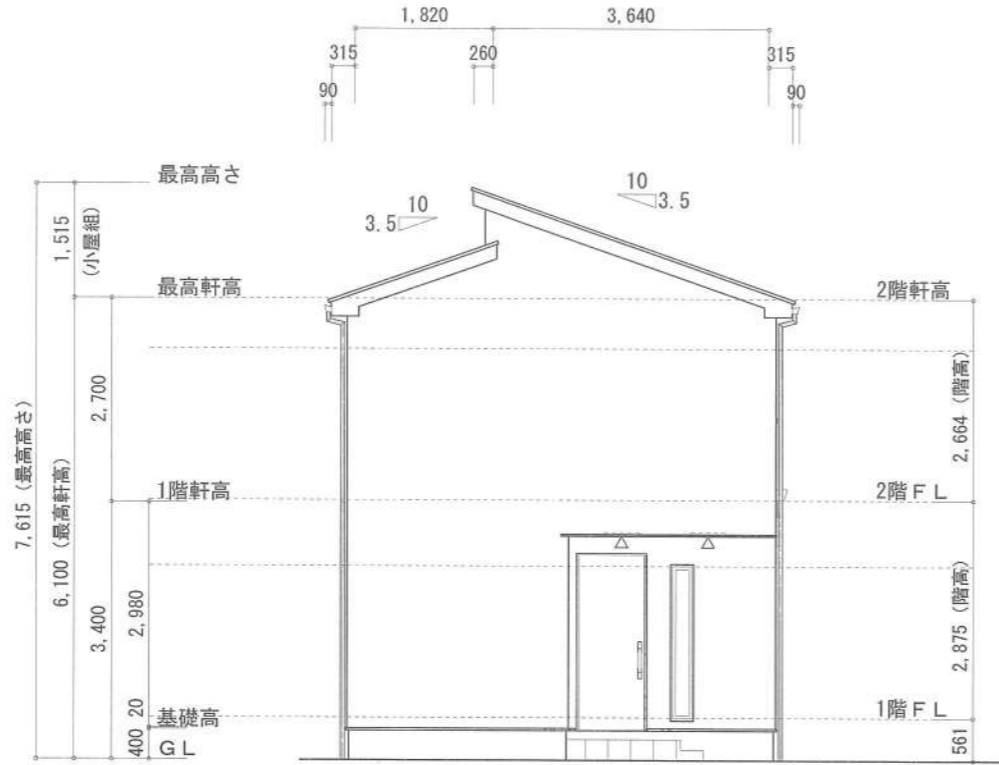 1,820 3,640
315 260 315
90 90
最高高さ
10 10
3.5 3.5
1,515
(小屋組)
最高軒高 2階軒高
2,700
2,664 (階高)
7,615 (最高高さ)
6,100 (最高軒高)
1階軒高 2階FL
3,400
2,980
2,875 (階高)
20
基礎高 1階FL
400 GL 561